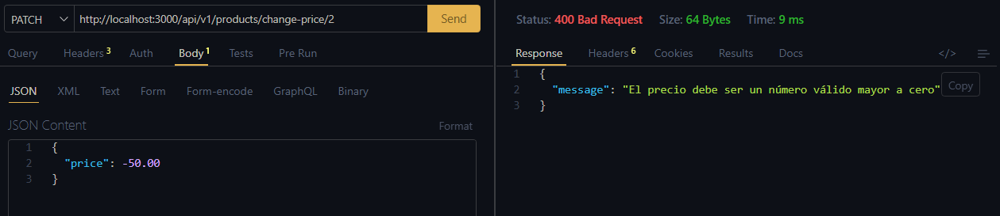 PATCH http://localhost:3000/api/v1/products/change-price/2 Send
Query Headers 3 Auth Body 1 Tests Pre Run
JSON XML Text Form Form-encode GraphQL Binary
JSON Content Format
1 {
2 "price": -50.00
3 }
Status: 400 Bad Request Size: 64 Bytes Time: 9 ms
Response Headers 6 Cookies Results Docs </>
1 {
2 "message": "El precio debe ser un número válido mayor a cero"
3 }
Copy